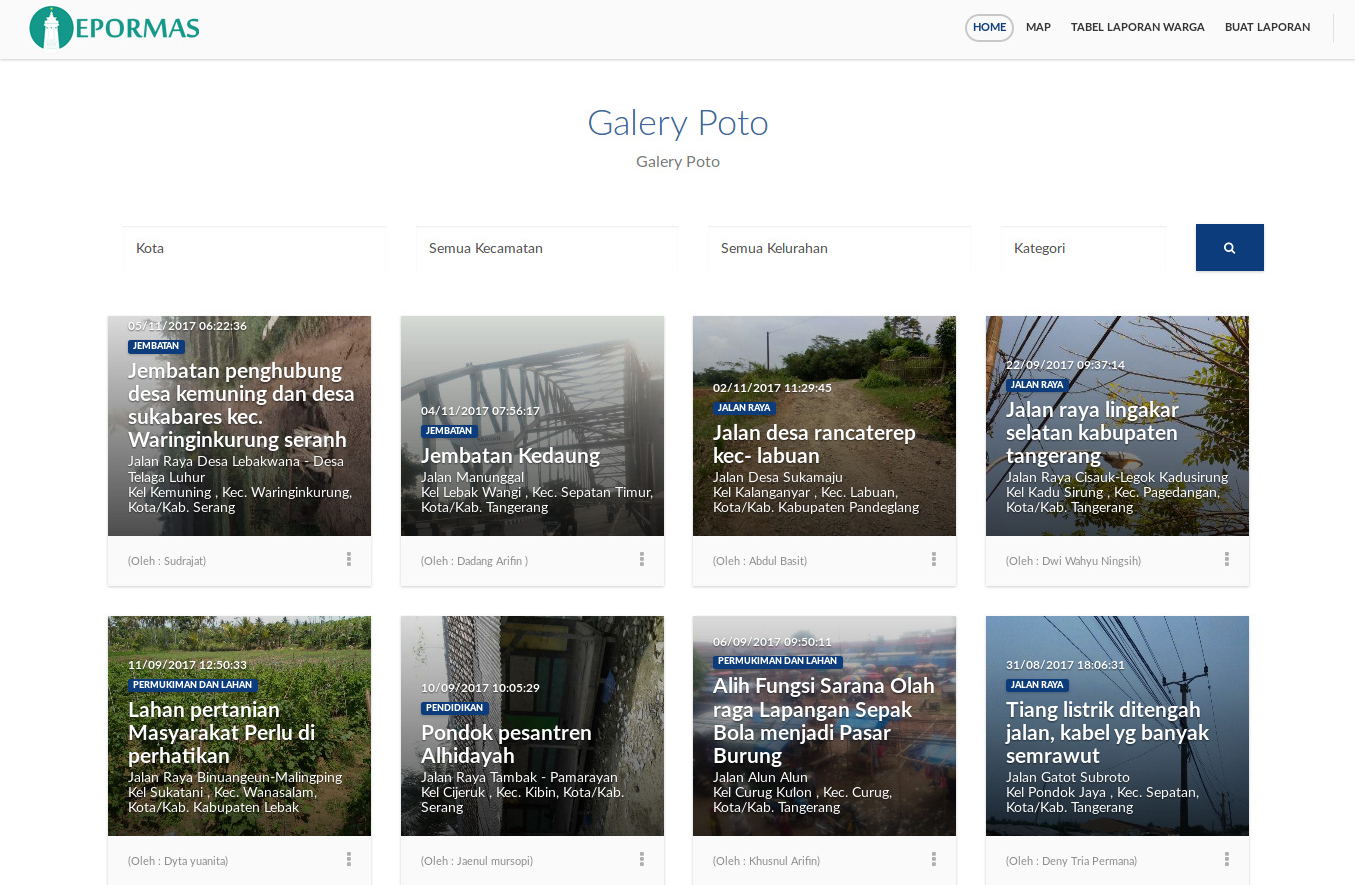 EPORMAS
HOME MAP TABEL LAPORAN WARGA BUAT LAPORAN
Galery Poto
Galery Poto
Kota Semua Kecamatan Semua Kelurahan Kategori
05/11/2017 06:22:36
JEMBATAN
Jembatan penghubung
desa kemuning dan desa
sukabares kec.
Waringinkurung seranh
Jalan Raya Desa Lebakwana - Desa
Telaga Luhur
Kel Kemuning , Kec. Waringinkurung,
Kota/Kab. Serang
(Oleh : Sudrajat)
04/11/2017 07:56:17
JEMBATAN
Jembatan Kedaung
Jalan Manunggal
Kel Lebak Wangi , Kec. Sepatan Timur,
Kota/Kab. Tangerang
(Oleh : Dadang Arifin )
02/11/2017 11:29:45
JALAN RAYA
Jalan desa rancaterep
kec- labuan
Jalan Desa Sukamaju
Kel Kalanganyar , Kec. Labuan,
Kota/Kab. Kabupaten Pandeglang
(Oleh : Abdul Basit)
22/09/2017 09:37:14
JALAN RAYA
Jalan raya lingakar
selatan kabupaten
tangerang
Jalan Raya Cisauk-Legok Kadusirung
Kel Kadu Sirung , Kec. Pagedangan,
Kota/Kab. Tangerang
(Oleh : Dwi Wahyu Ningsih)
11/09/2017 12:50:33
PERMUKIMAN DAN LAHAN
Lahan pertanian
Masyarakat Perlu di
perhatikan
Jalan Raya Binuangeun-Malingping
Kel Sukatani , Kec. Wanasalam,
Kota/Kab. Kabupaten Lebak
(Oleh : Dyta yuanita)
10/09/2017 10:05:29
PENDIDIKAN
Pondok pesantren
Alhidayah
Jalan Raya Tambak - Pamarayan
Kel Cijeruk , Kec. Kibin, Kota/Kab.
Serang
(Oleh : Jaenul mursopi)
06/09/2017 09:50:11
PERMUKIMAN DAN LAHAN
Alih Fungsi Sarana Olah
raga Lapangan Sepak
Bola menjadi Pasar
Burung
Jalan Alun Alun
Kel Curug Kulon , Kec. Curug,
Kota/Kab. Tangerang
(Oleh : Khusnul Arifin)
31/08/2017 18:06:31
JALAN RAYA
Tiang listrik ditengah
jalan, kabel yg banyak
semrawut
Jalan Gatot Subroto
Kel Pondok Jaya , Kec. Sepatan,
Kota/Kab. Tangerang
(Oleh : Deny Tria Permana)